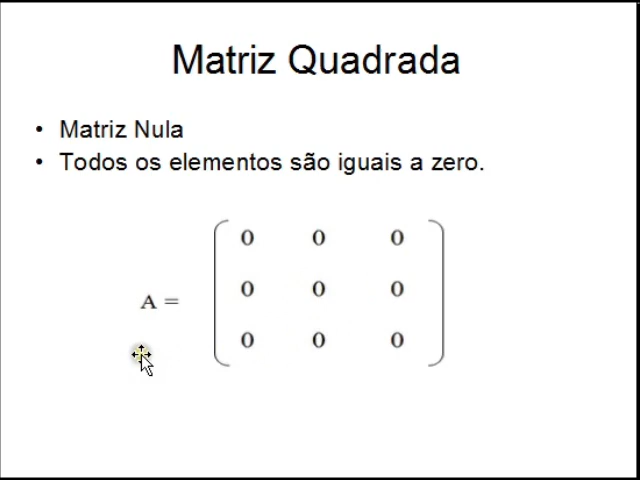 Matriz Quadrada
• Matriz Nula
• Todos os elementos são iguais a zero.
0 0 0
A = 0 0 0
0 0 0